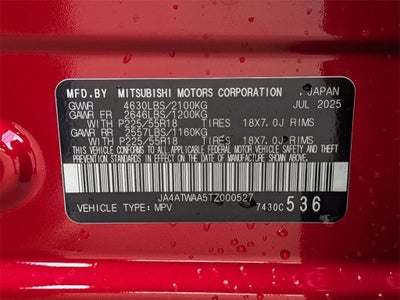 MFD.BY MITSUBISHI MOTORS CORPORATION , JAPAN
GVWR 4630LBS/2100KG JUL 2025
GAWR FR 2646LBS/1200KG
WITH P225/55R18 TIRES, 18X7.0J RIMS
GAWR RR 2557LBS/1160KG
WITH P225/55R18 TIRES, 18X7.0J RIMS
THIS VEHICLE CONFORMS TO ALL APPLICABLE FEDERAL MOTOR
VEHICLE SAFETY, BUMPER, AND THEFT PREVENTION STANDARDS
IN EFFECT ON THE DATE OF MANUFACTURE SHOWN ABOVE.
JA4ATWAA5TZ000527
VEHICLE TYPE: MPV 7430C 536